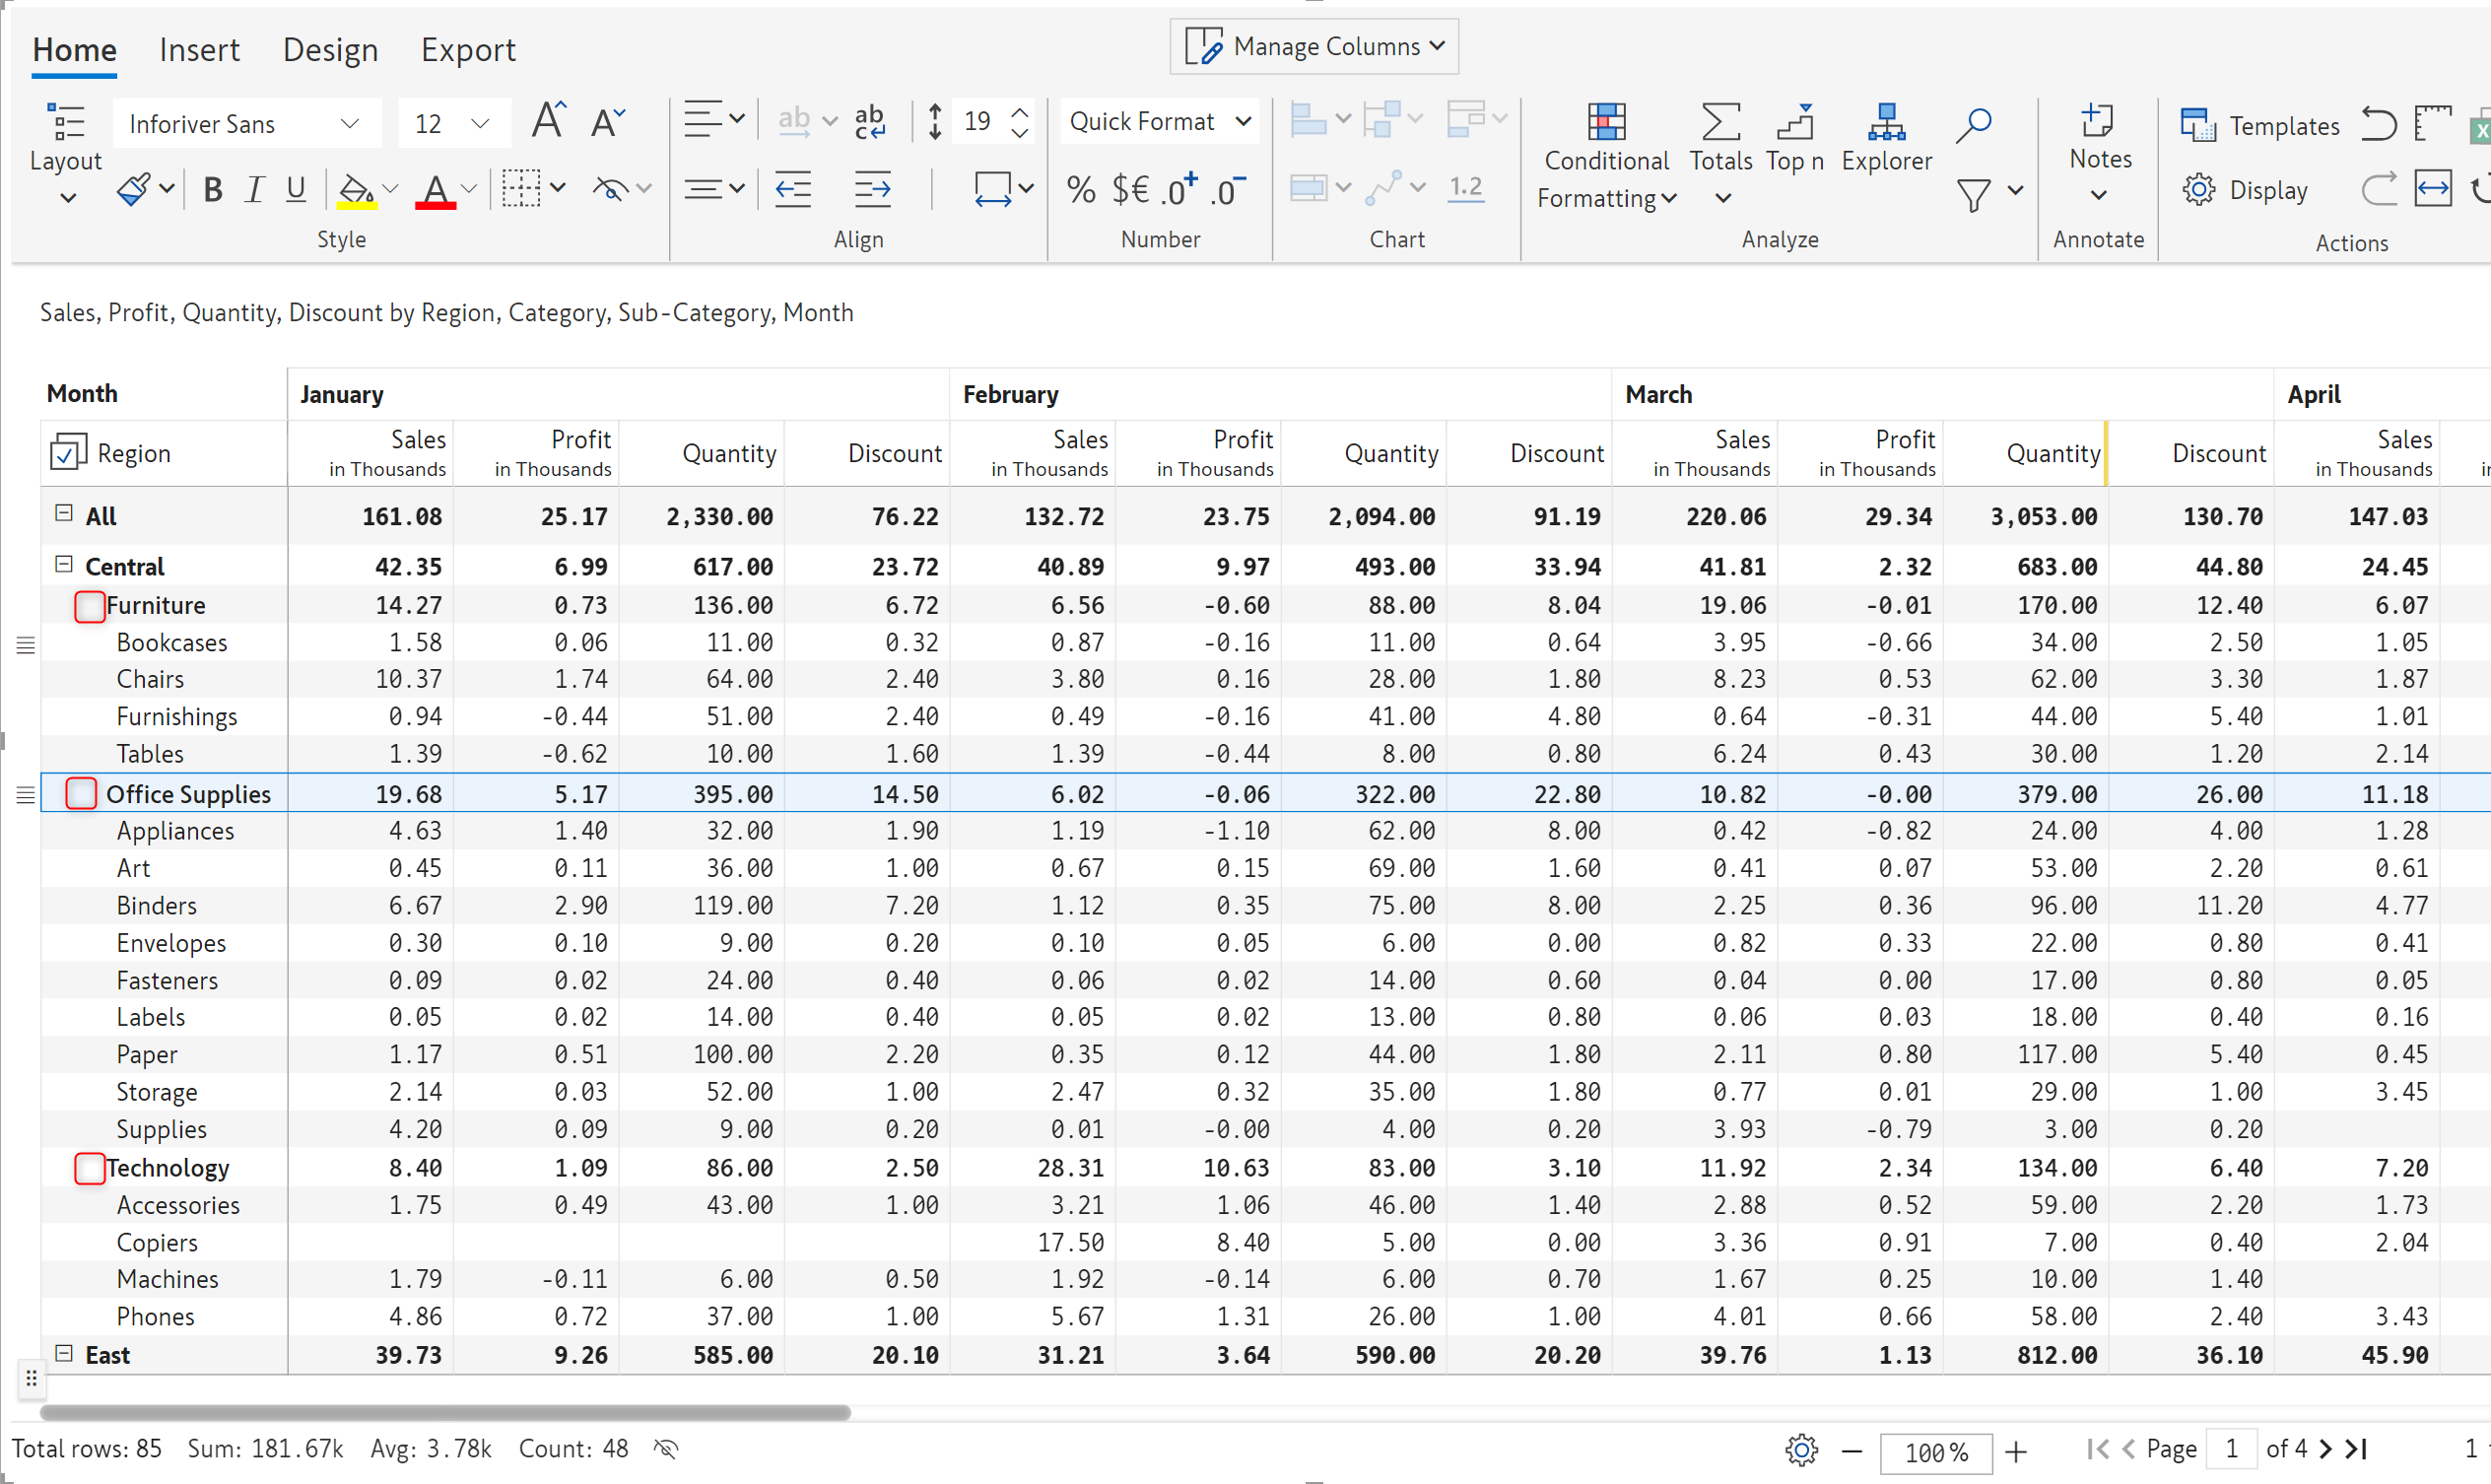 Home Insert Design Export Manage Columns
Inforiver Sans 12 A A ab ab c 19 Quick Format Conditional Formatting Totals Top n Explorer Notes Templates
Layout B I U A % $€ .0+ .0- 1.2 Display
Style Align Number Chart Analyze Annotate Actions
Sales, Profit, Quantity, Discount by Region, Category, Sub-Category, Month
Month January February March April
Region Sales in Thousands Profit in Thousands Quantity Discount Sales in Thousands Profit in Thousands Quantity Discount Sales in Thousands Profit in Thousands Quantity Discount Sales in Thousands
All 161.08 25.17 2,330.00 76.22 132.72 23.75 2,094.00 91.19 220.06 29.34 3,053.00 130.70 147.03
Central 42.35 6.99 617.00 23.72 40.89 9.97 493.00 33.94 41.81 2.32 683.00 44.80 24.45
Furniture 14.27 0.73 136.00 6.72 6.56 -0.60 88.00 8.04 19.06 -0.01 170.00 12.40 6.07
Bookcases 1.58 0.06 11.00 0.32 0.87 -0.16 11.00 0.64 3.95 -0.66 34.00 2.50 1.05
Chairs 10.37 1.74 64.00 2.40 3.80 0.16 28.00 1.80 8.23 0.53 62.00 3.30 1.87
Furnishings 0.94 -0.44 51.00 2.40 0.49 -0.16 41.00 4.80 0.64 -0.31 44.00 5.40 1.01
Tables 1.39 -0.62 10.00 1.60 1.39 -0.44 8.00 0.80 6.24 0.43 30.00 1.20 2.14
Office Supplies 19.68 5.17 395.00 14.50 6.02 -0.06 322.00 22.80 10.82 -0.00 379.00 26.00 11.18
Appliances 4.63 1.40 32.00 1.90 1.19 -1.10 62.00 8.00 0.42 -0.82 24.00 4.00 1.28
Art 0.45 0.11 36.00 1.00 0.67 0.15 69.00 1.60 0.41 0.07 53.00 2.20 0.61
Binders 6.67 2.90 119.00 7.20 1.12 0.35 75.00 8.00 2.25 0.36 96.00 11.20 4.77
Envelopes 0.30 0.10 9.00 0.20 0.10 0.05 6.00 0.00 0.82 0.33 22.00 0.80 0.41
Fasteners 0.09 0.02 24.00 0.40 0.06 0.02 14.00 0.60 0.04 0.00 17.00 0.80 0.05
Labels 0.05 0.02 14.00 0.40 0.05 0.02 13.00 0.80 0.06 0.03 18.00 0.40 0.16
Paper 1.17 0.51 100.00 2.20 0.35 0.12 44.00 1.80 2.11 0.80 117.00 5.40 0.45
Storage 2.14 0.03 52.00 1.00 2.47 0.32 35.00 1.80 0.77 0.01 29.00 1.00 3.45
Supplies 4.20 0.09 9.00 0.20 0.01 -0.00 4.00 0.20 3.93 -0.79 3.00 0.20
Technology 8.40 1.09 86.00 2.50 28.31 10.63 83.00 3.10 11.92 2.34 134.00 6.40 7.20
Accessories 1.75 0.49 43.00 1.00 3.21 1.06 46.00 1.40 2.88 0.52 59.00 2.20 1.73
Copiers 17.50 8.40 5.00 0.00 3.36 0.91 7.00 0.40 2.04
Machines 1.79 -0.11 6.00 0.50 1.92 -0.14 6.00 0.70 1.67 0.25 10.00 1.40
Phones 4.86 0.72 37.00 1.00 5.67 1.31 26.00 1.00 4.01 0.66 58.00 2.40 3.43
East 39.73 9.26 585.00 20.10 31.21 3.64 590.00 20.20 39.76 1.13 812.00 36.10 45.90
Total rows: 85 Sum: 181.67k Avg: 3.78k Count: 48 100% Page 1 of 4 1